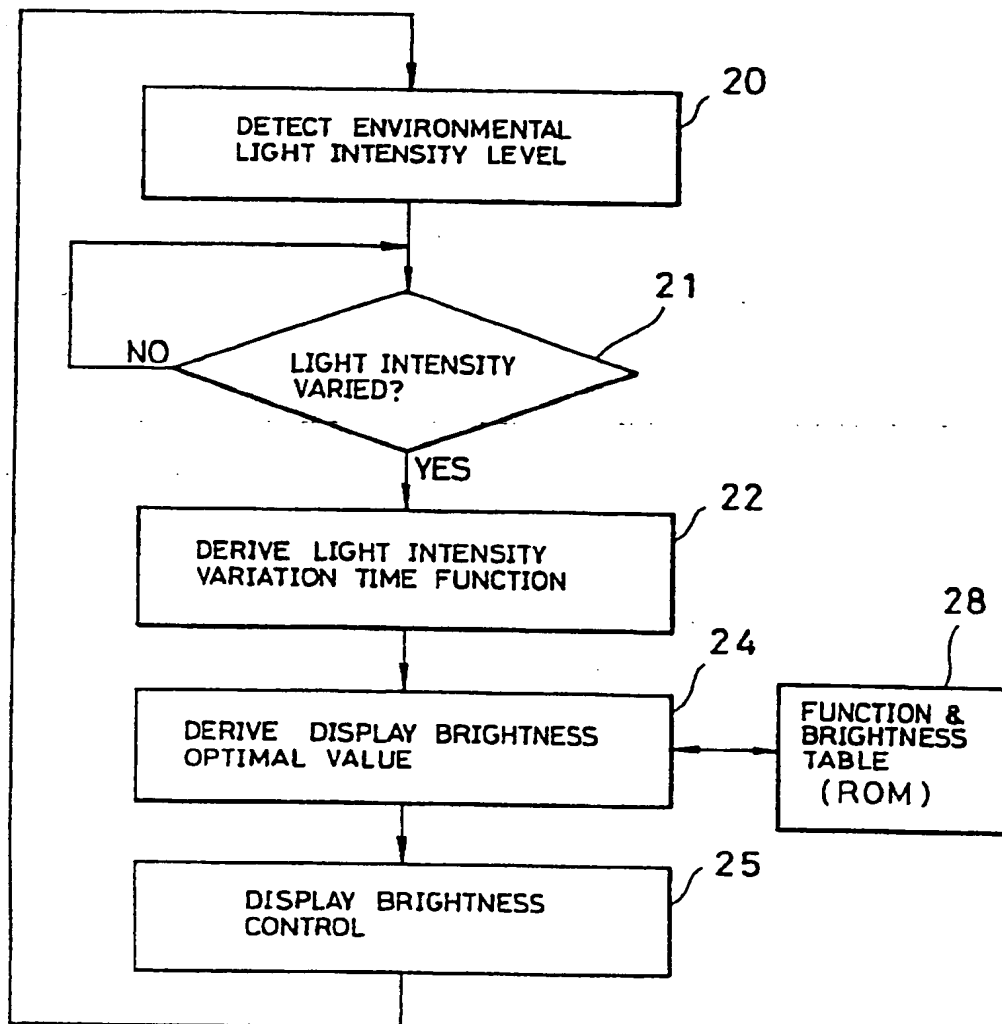 20
DETECT ENVIRONMENTAL
LIGHT INTENSITY LEVEL
21
NO
LIGHT INTENSITY
VARIED?
YES
22
DERIVE LIGHT INTENSITY
VARIATION TIME FUNCTION
24
DERIVE DISPLAY BRIGHTNESS
OPTIMAL VALUE
28
FUNCTION &
BRIGHTNESS
TABLE
(ROM)
25
DISPLAY BRIGHTNESS
CONTROL